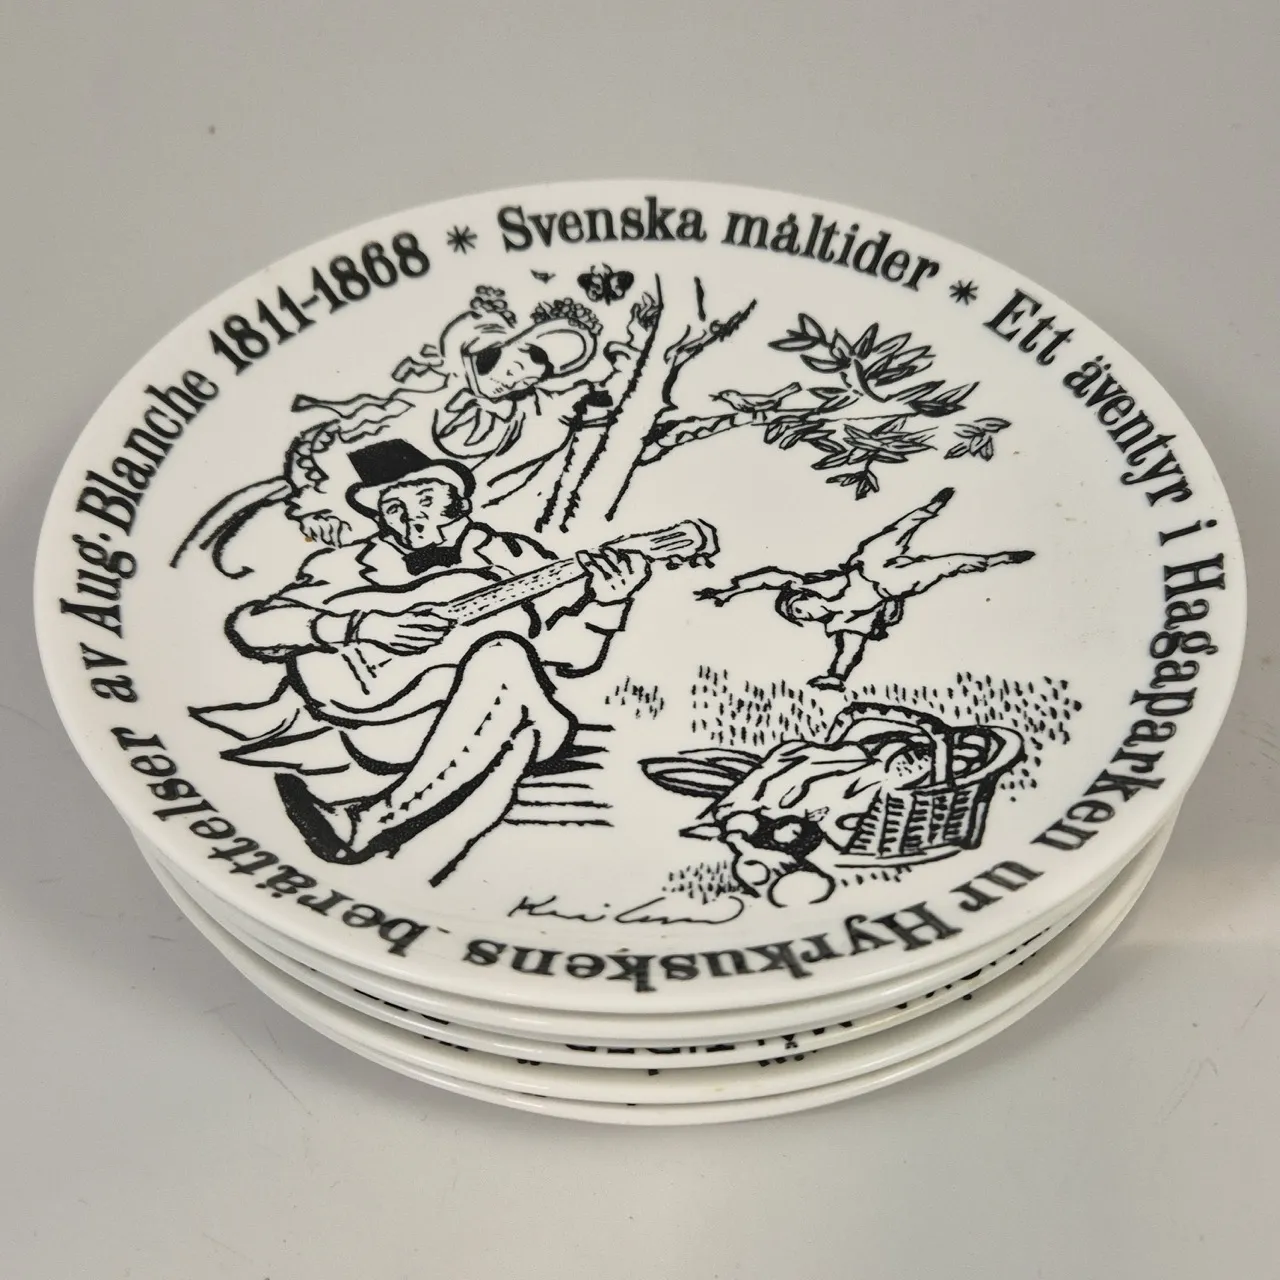 * Svenska måltider * Ett äventyr i Hagaparken ur Hyrkuskens berättelser av Aug. Blanche 1811-1868